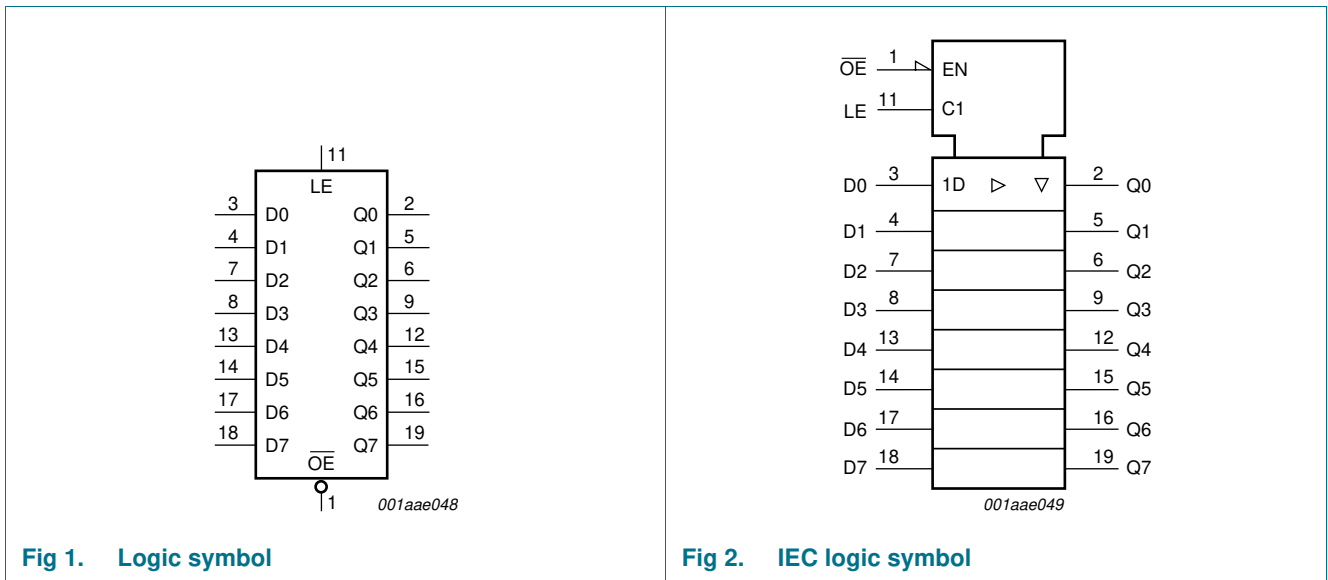 11
LE
3 D0 Q0 2
4 D1 Q1 5
7 D2 Q2 6
8 D3 Q3 9
13 D4 Q4 12
14 D5 Q5 15
17 D6 Q6 16
18 D7 Q7 19
O̅E̅
1
001aae048
Fig 1. Logic symbol
O̅E̅ 1 EN
LE 11 C1
D0 3 1D 2 Q0
D1 4 5 Q1
D2 7 6 Q2
D3 8 9 Q3
D4 13 12 Q4
D5 14 15 Q5
D6 17 16 Q6
D7 18 19 Q7
001aae049
Fig 2. IEC logic symbol